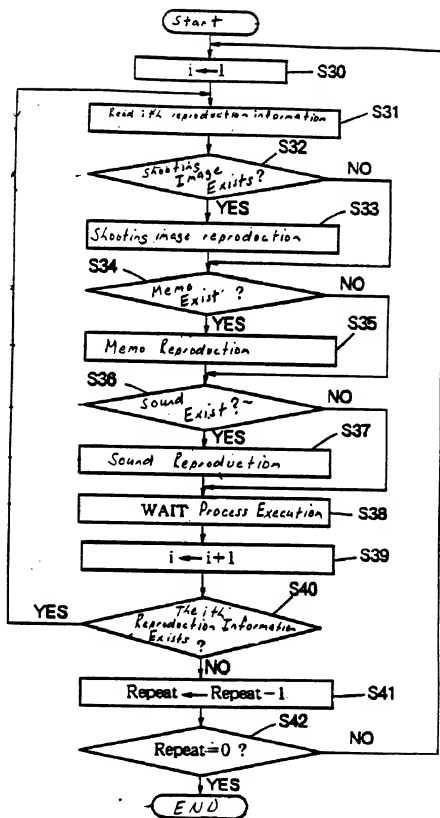 Start
i ← 1
S30
Read ith reproduction information
S31
S32
Shooting
Image
Exists?
NO
YES
S33
Shooting image reproduction
S34
Memo
Exist ?
NO
YES
S35
Memo Reproduction
S36
Sound
Exist?~
NO
YES
S37
Sound Reproduction
WAIT Process Execution
S38
i ← i+1
S39
S40
The ith
Reproduction Information
Exists
?
YES
NO
Repeat ← Repeat-1
S41
S42
Repeat=0 ?
NO
YES
END